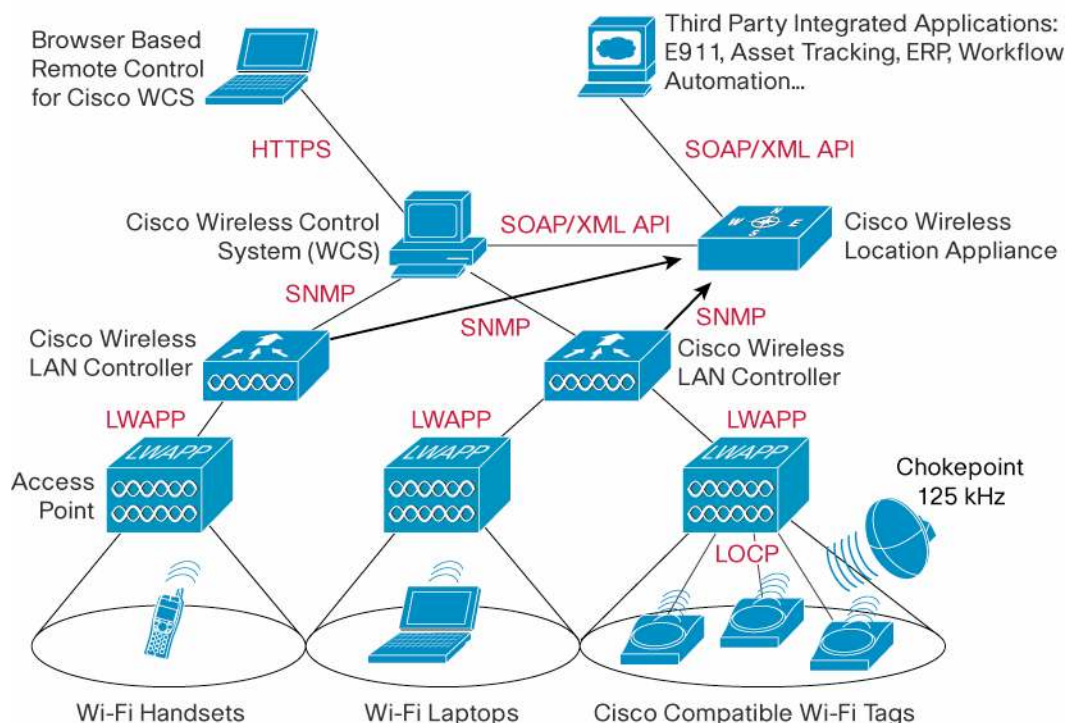 Browser Based
Remote Control
for Cisco WCS
Third Party Integrated Applications:
E911, Asset Tracking, ERP, Workflow
Automation...
HTTPS
SOAP/XML API
Cisco Wireless Control
System (WCS)
SOAP/XML API
N
W
E
S
Cisco Wireless
Location Appliance
SNMP
SNMP
SNMP
Cisco Wireless
LAN Controller
Cisco Wireless
LAN Controller
LWAPP
LWAPP
LWAPP
LWAPP
LWAPP
LWAPP
Access
Point
Chokepoint
125 kHz
LOCP
Wi-Fi Handsets
Wi-Fi Laptops
Cisco Compatible Wi-Fi Tags